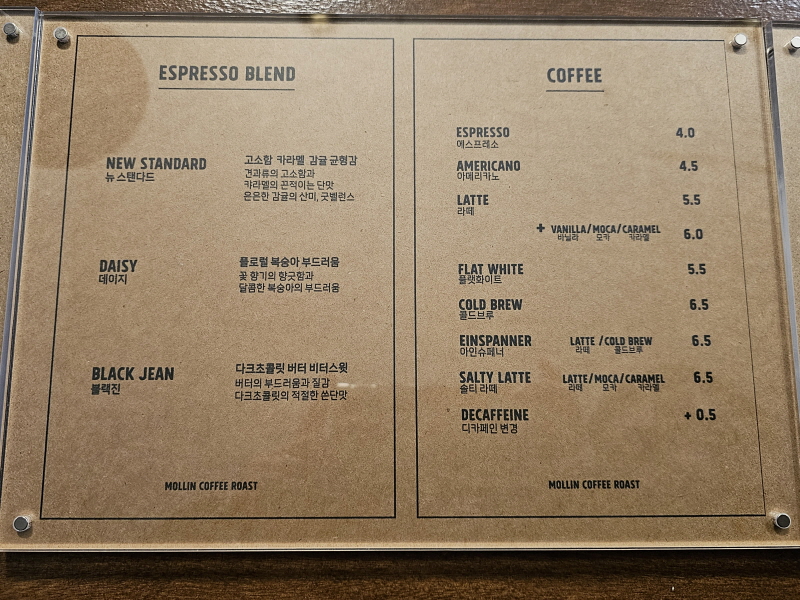 ESPRESSO BLEND
NEW STANDARD
뉴 스탠다드
고소함 카라멜 감귤 균형감
견과류의 고소함과
카라멜의 끈적이는 단맛
은은한 감귤의 산미, 굿밸런스
DAISY
데이지
플로럴 복숭아 부드러움
꽃 향기의 향긋함과
달콤한 복숭아의 부드러움
BLACK JEAN
블랙진
다크초콜릿 버터 비터스윗
버터의 부드러움과 질감
다크초콜릿의 적절한 쓴단맛
MOLLIN COFFEE ROAST
COFFEE
ESPRESSO 4.0
에스프레소
AMERICANO 4.5
아메리카노
LATTE 5.5
라떼
+ VANILLA/MOCA/CARAMEL 6.0
바닐라 모카 카라멜
FLAT WHITE 5.5
플랫화이트
COLD BREW 6.5
콜드브루
EINSPANNER LATTE / COLD BREW 6.5
아인슈페너 라떼 콜드브루
SALTY LATTE LATTE/MOCA/CARAMEL 6.5
솔티 라떼 라떼 모카 카라멜
DECAFFEINE + 0.5
디카페인 변경
MOLLIN COFFEE ROAST